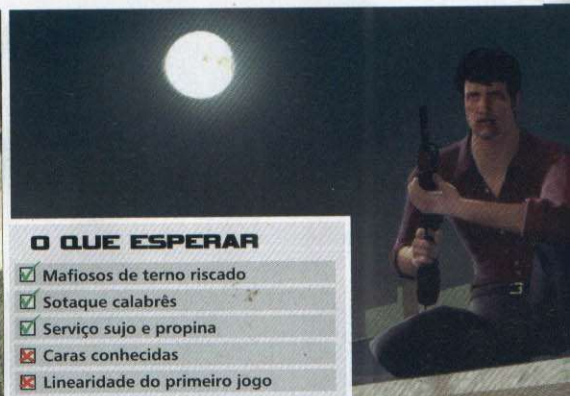 O QUE ESPERAR
Mafiosos de terno riscado
Sotaque calabrês
Serviço sujo e propina
Caras conhecidas
Linearidade do primeiro jogo